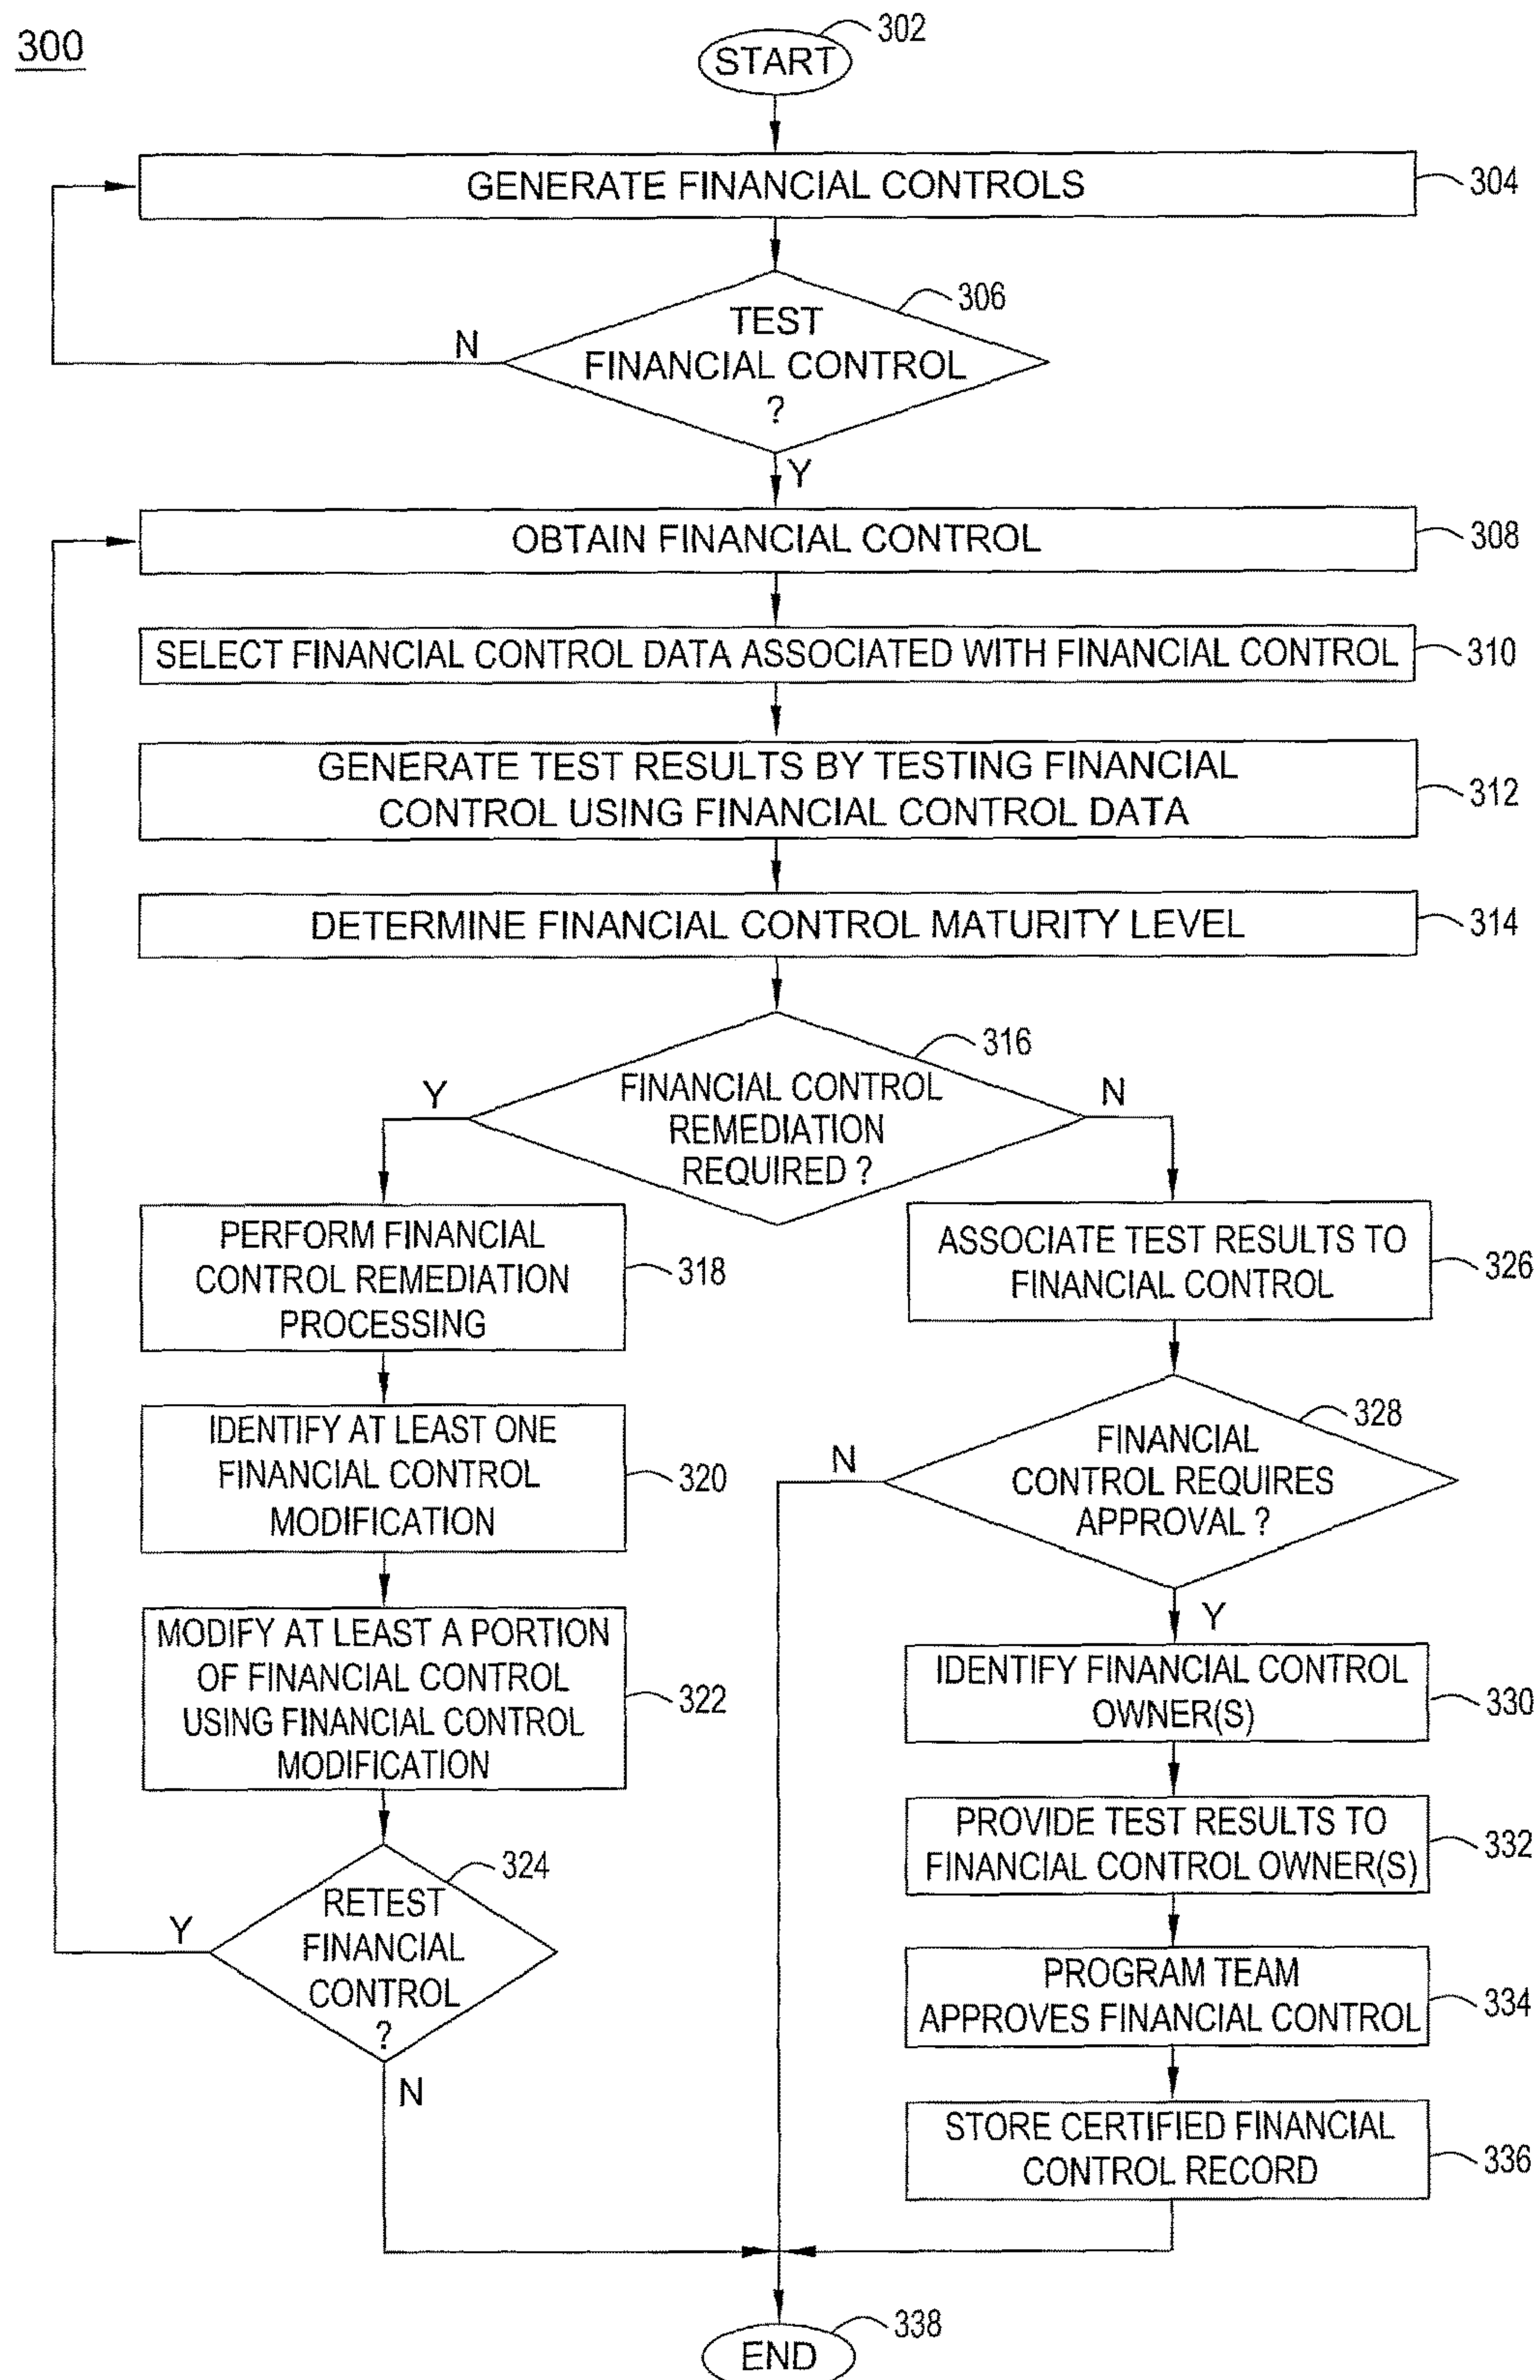 300
302
START
GENERATE FINANCIAL CONTROLS
304
306
TEST
FINANCIAL CONTROL
?
N
Y
OBTAIN FINANCIAL CONTROL
308
SELECT FINANCIAL CONTROL DATA ASSOCIATED WITH FINANCIAL CONTROL
310
GENERATE TEST RESULTS BY TESTING FINANCIAL
CONTROL USING FINANCIAL CONTROL DATA
312
DETERMINE FINANCIAL CONTROL MATURITY LEVEL
314
316
FINANCIAL CONTROL
REMEDIATION
REQUIRED ?
Y
N
PERFORM FINANCIAL
CONTROL REMEDIATION
PROCESSING
318
IDENTIFY AT LEAST ONE
FINANCIAL CONTROL
MODIFICATION
320
MODIFY AT LEAST A PORTION
OF FINANCIAL CONTROL
USING FINANCIAL CONTROL
MODIFICATION
322
324
RETEST
FINANCIAL
CONTROL
?
Y
N
ASSOCIATE TEST RESULTS TO
FINANCIAL CONTROL
326
328
FINANCIAL
CONTROL REQUIRES
APPROVAL ?
N
Y
IDENTIFY FINANCIAL CONTROL
OWNER(S)
330
PROVIDE TEST RESULTS TO
FINANCIAL CONTROL OWNER(S)
332
PROGRAM TEAM
APPROVES FINANCIAL CONTROL
334
STORE CERTIFIED FINANCIAL
CONTROL RECORD
336
338
END